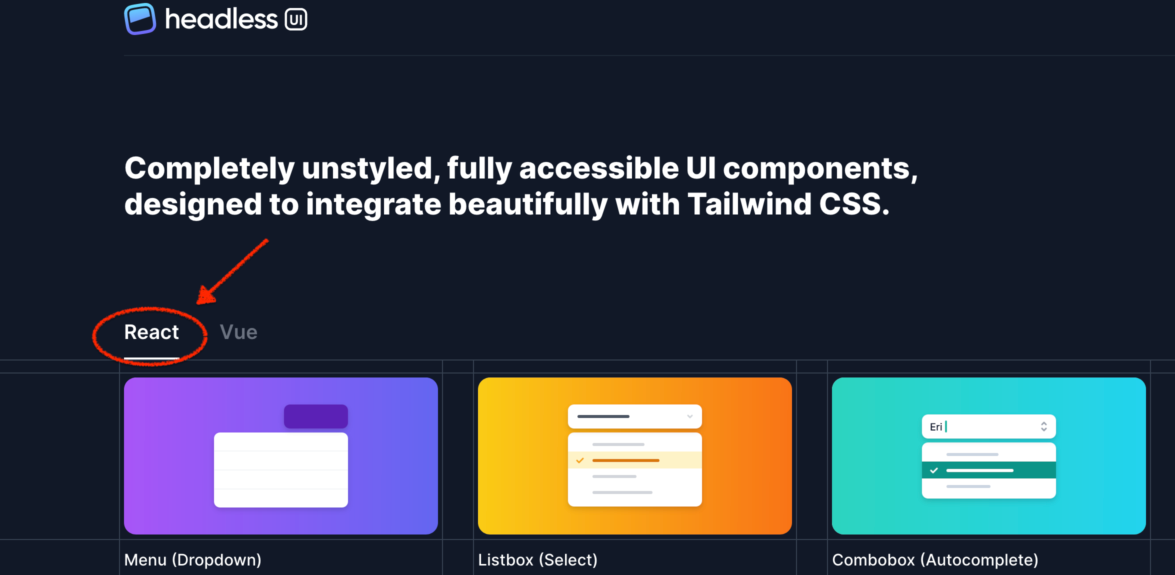 headless UI
Completely unstyled, fully accessible UI components,
designed to integrate beautifully with Tailwind CSS.
React Vue
Eri
Menu (Dropdown) Listbox (Select) Combobox (Autocomplete)